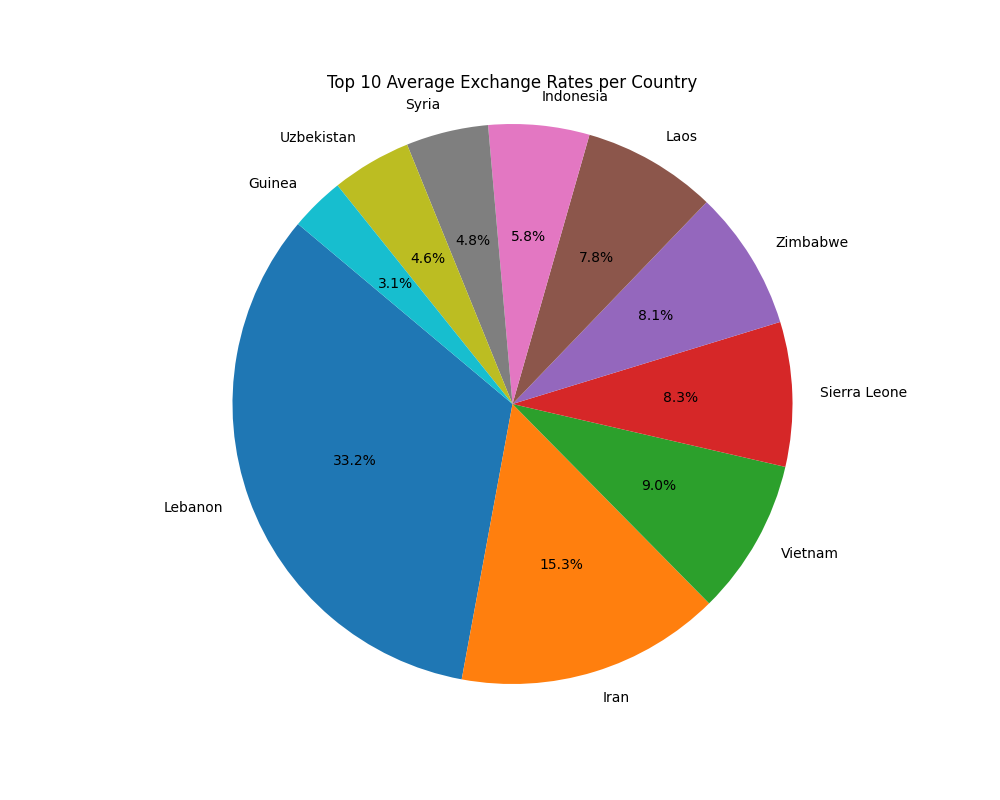 Top 10 Average Exchange Rates per Country
Indonesia
Syria
Laos
Uzbekistan
Guinea
Zimbabwe
5.8%
4.8%
7.8%
4.6%
3.1%
8.1%
Sierra Leone
8.3%
33.2%
9.0%
Lebanon
Vietnam
15.3%
Iran